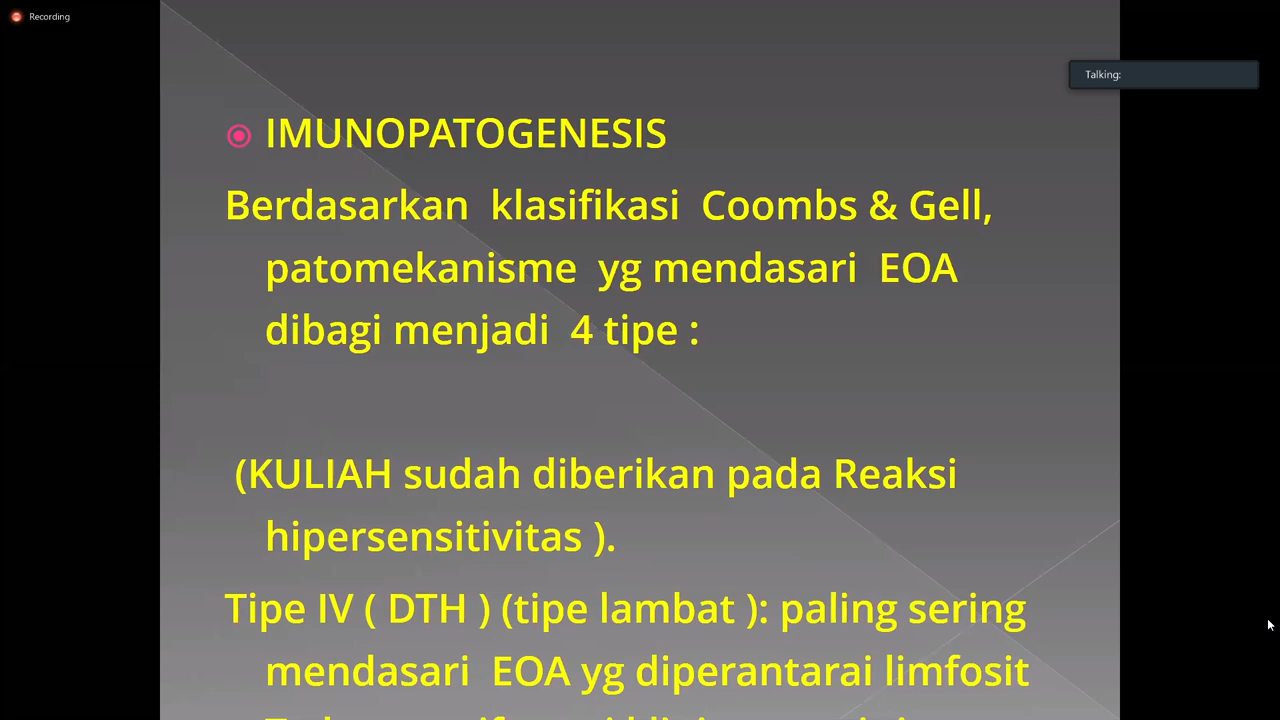 Recording
Talking:
IMUNOPATOGENESIS
Berdasarkan klasifikasi Coombs & Gell,
patomekanisme yg mendasari EOA
dibagi menjadi 4 tipe :
(KULIAH sudah diberikan pada Reaksi
hipersensitivitas ).
Tipe IV ( DTH ) (tipe lambat ): paling sering
mendasari EOA yg diperantarai limfosit